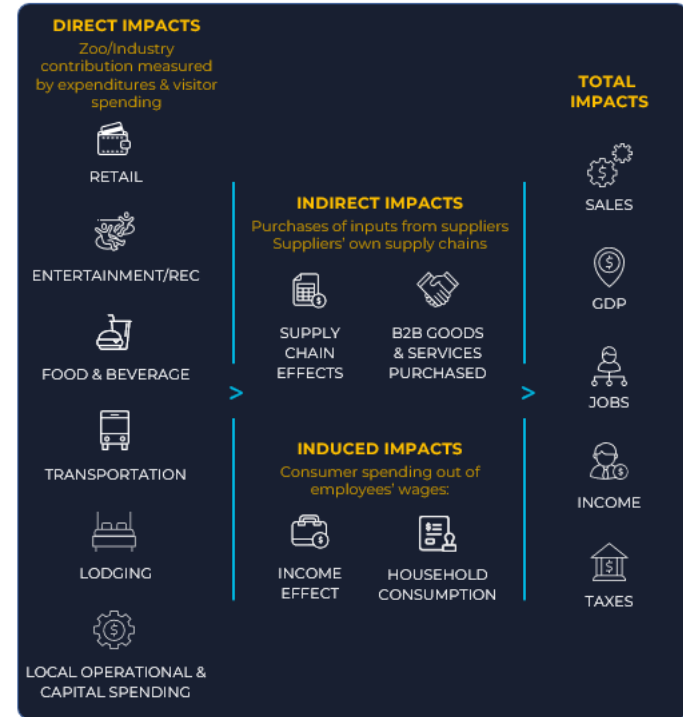 DIRECT IMPACTS
Zoo/Industry
contribution measured
by expenditures & visitor
spending
RETAIL
ENTERTAINMENT/REC
FOOD & BEVERAGE
TRANSPORTATION
LODGING
LOCAL OPERATIONAL &
CAPITAL SPENDING
>
INDIRECT IMPACTS
Purchases of inputs from suppliers
Suppliers' own supply chains
SUPPLY
CHAIN
EFFECTS
B2B GOODS
& SERVICES
PURCHASED
INDUCED IMPACTS
Consumer spending out of
employees' wages:
INCOME
EFFECT
HOUSEHOLD
CONSUMPTION
>
TOTAL
IMPACTS
SALES
GDP
JOBS
INCOME
TAXES